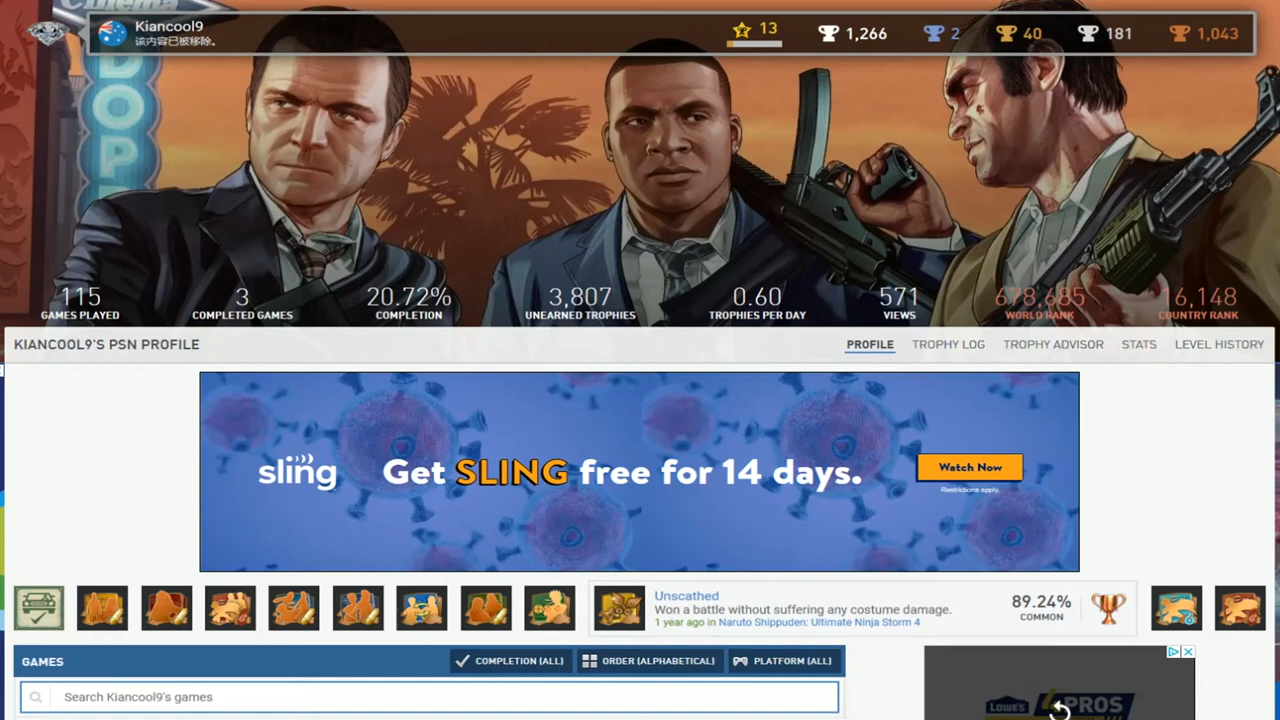 Cinema
Kiancool9
该内容已被移除。
13
1,266
2
40
181
1,043
DOP
115
GAMES PLAYED
3
COMPLETED GAMES
20.72%
COMPLETION
3,807
UNEARNED TROPHIES
0.60
TROPHIES PER DAY
571
VIEWS
678,685
WORLD RANK
16,148
COUNTRY RANK
KIANCOOL9'S PSN PROFILE
PROFILE
TROPHY LOG
TROPHY ADVISOR
STATS
LEVEL HISTORY
sling
Get SLING free for 14 days.
Watch Now
Restrictions apply.
Unscathed
Won a battle without suffering any costume damage.
1 year ago in Naruto Shippuden: Ultimate Ninja Storm 4
89.24%
COMMON
GAMES
COMPLETION (ALL)
ORDER (ALPHABETICAL)
PLATFORM (ALL)
Search Kiancool9's games
LOWE'S
4PROS